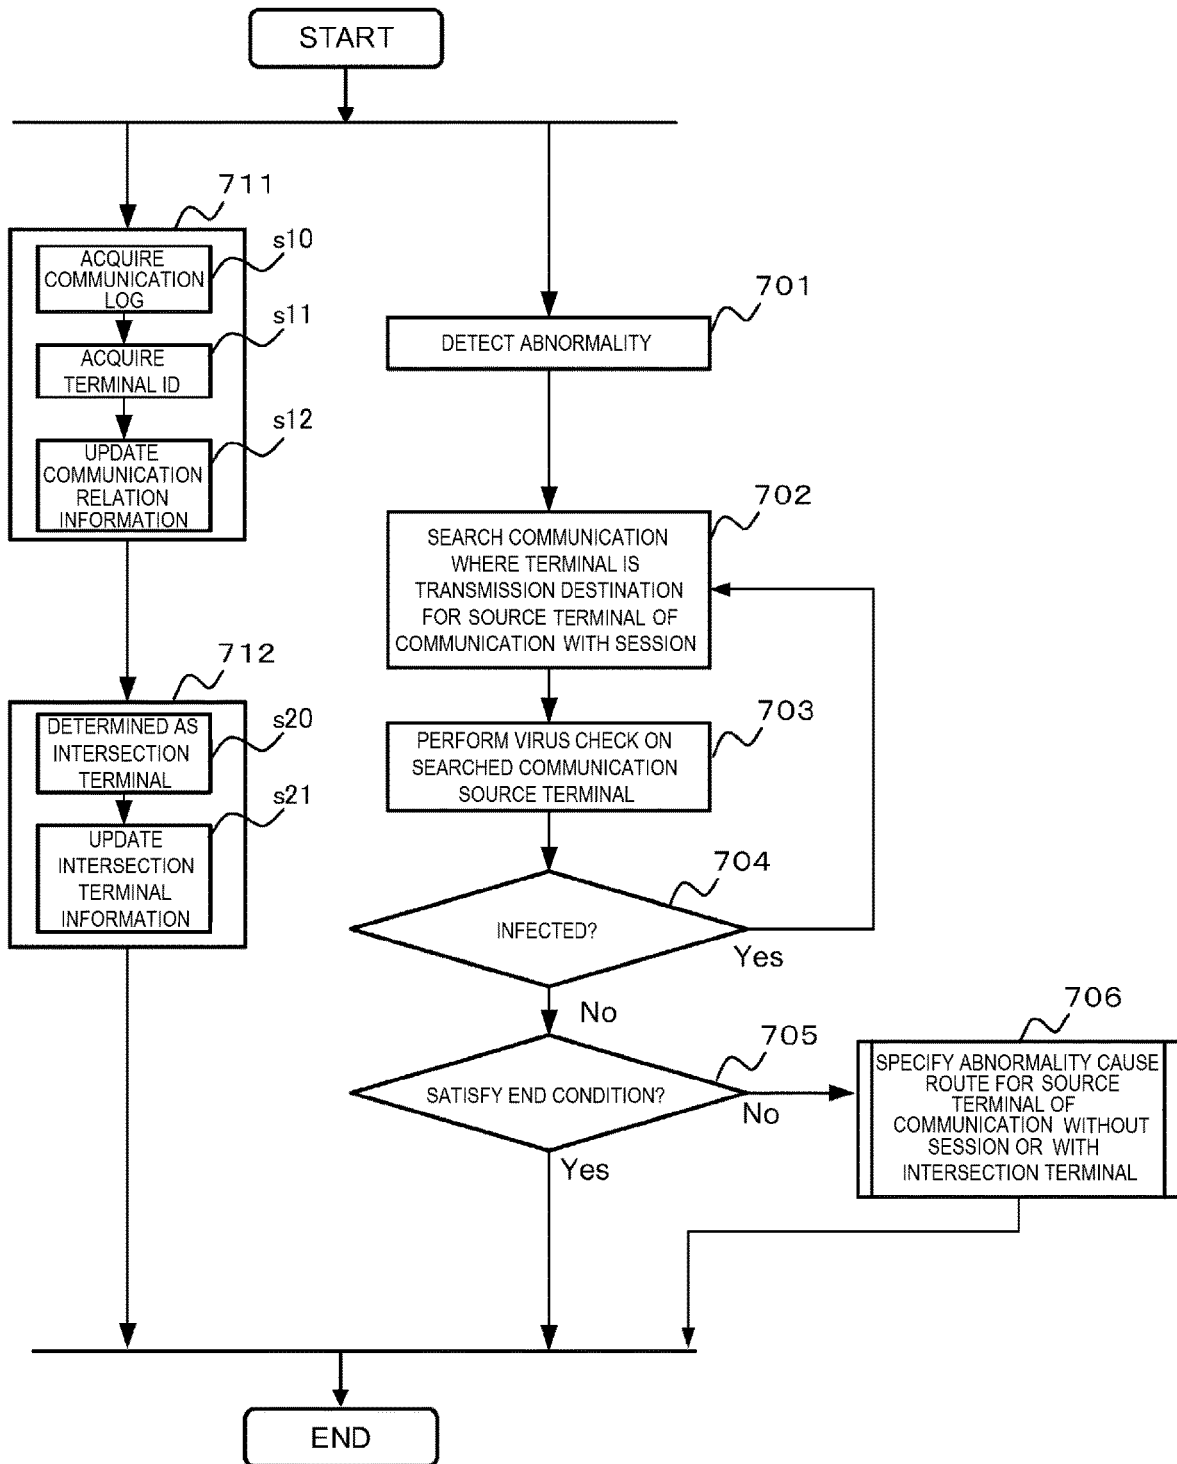 START
711
s10
ACQUIRE
COMMUNICATION
LOG
s11
ACQUIRE
TERMINAL ID
s12
UPDATE
COMMUNICATION
RELATION
INFORMATION
712
s20
DETERMINED AS
INTERSECTION
TERMINAL
s21
UPDATE
INTERSECTION
TERMINAL
INFORMATION
701
DETECT ABNORMALITY
702
SEARCH COMMUNICATION
WHERE TERMINAL IS
TRANSMISSION DESTINATION
FOR SOURCE TERMINAL OF
COMMUNICATION WITH SESSION
703
PERFORM VIRUS CHECK ON
SEARCHED COMMUNICATION
SOURCE TERMINAL
704
INFECTED?
Yes
No
705
SATISFY END CONDITION?
No
Yes
706
SPECIFY ABNORMALITY CAUSE
ROUTE FOR SOURCE
TERMINAL OF
COMMUNICATION WITHOUT
SESSION OR WITH
INTERSECTION TERMINAL
END